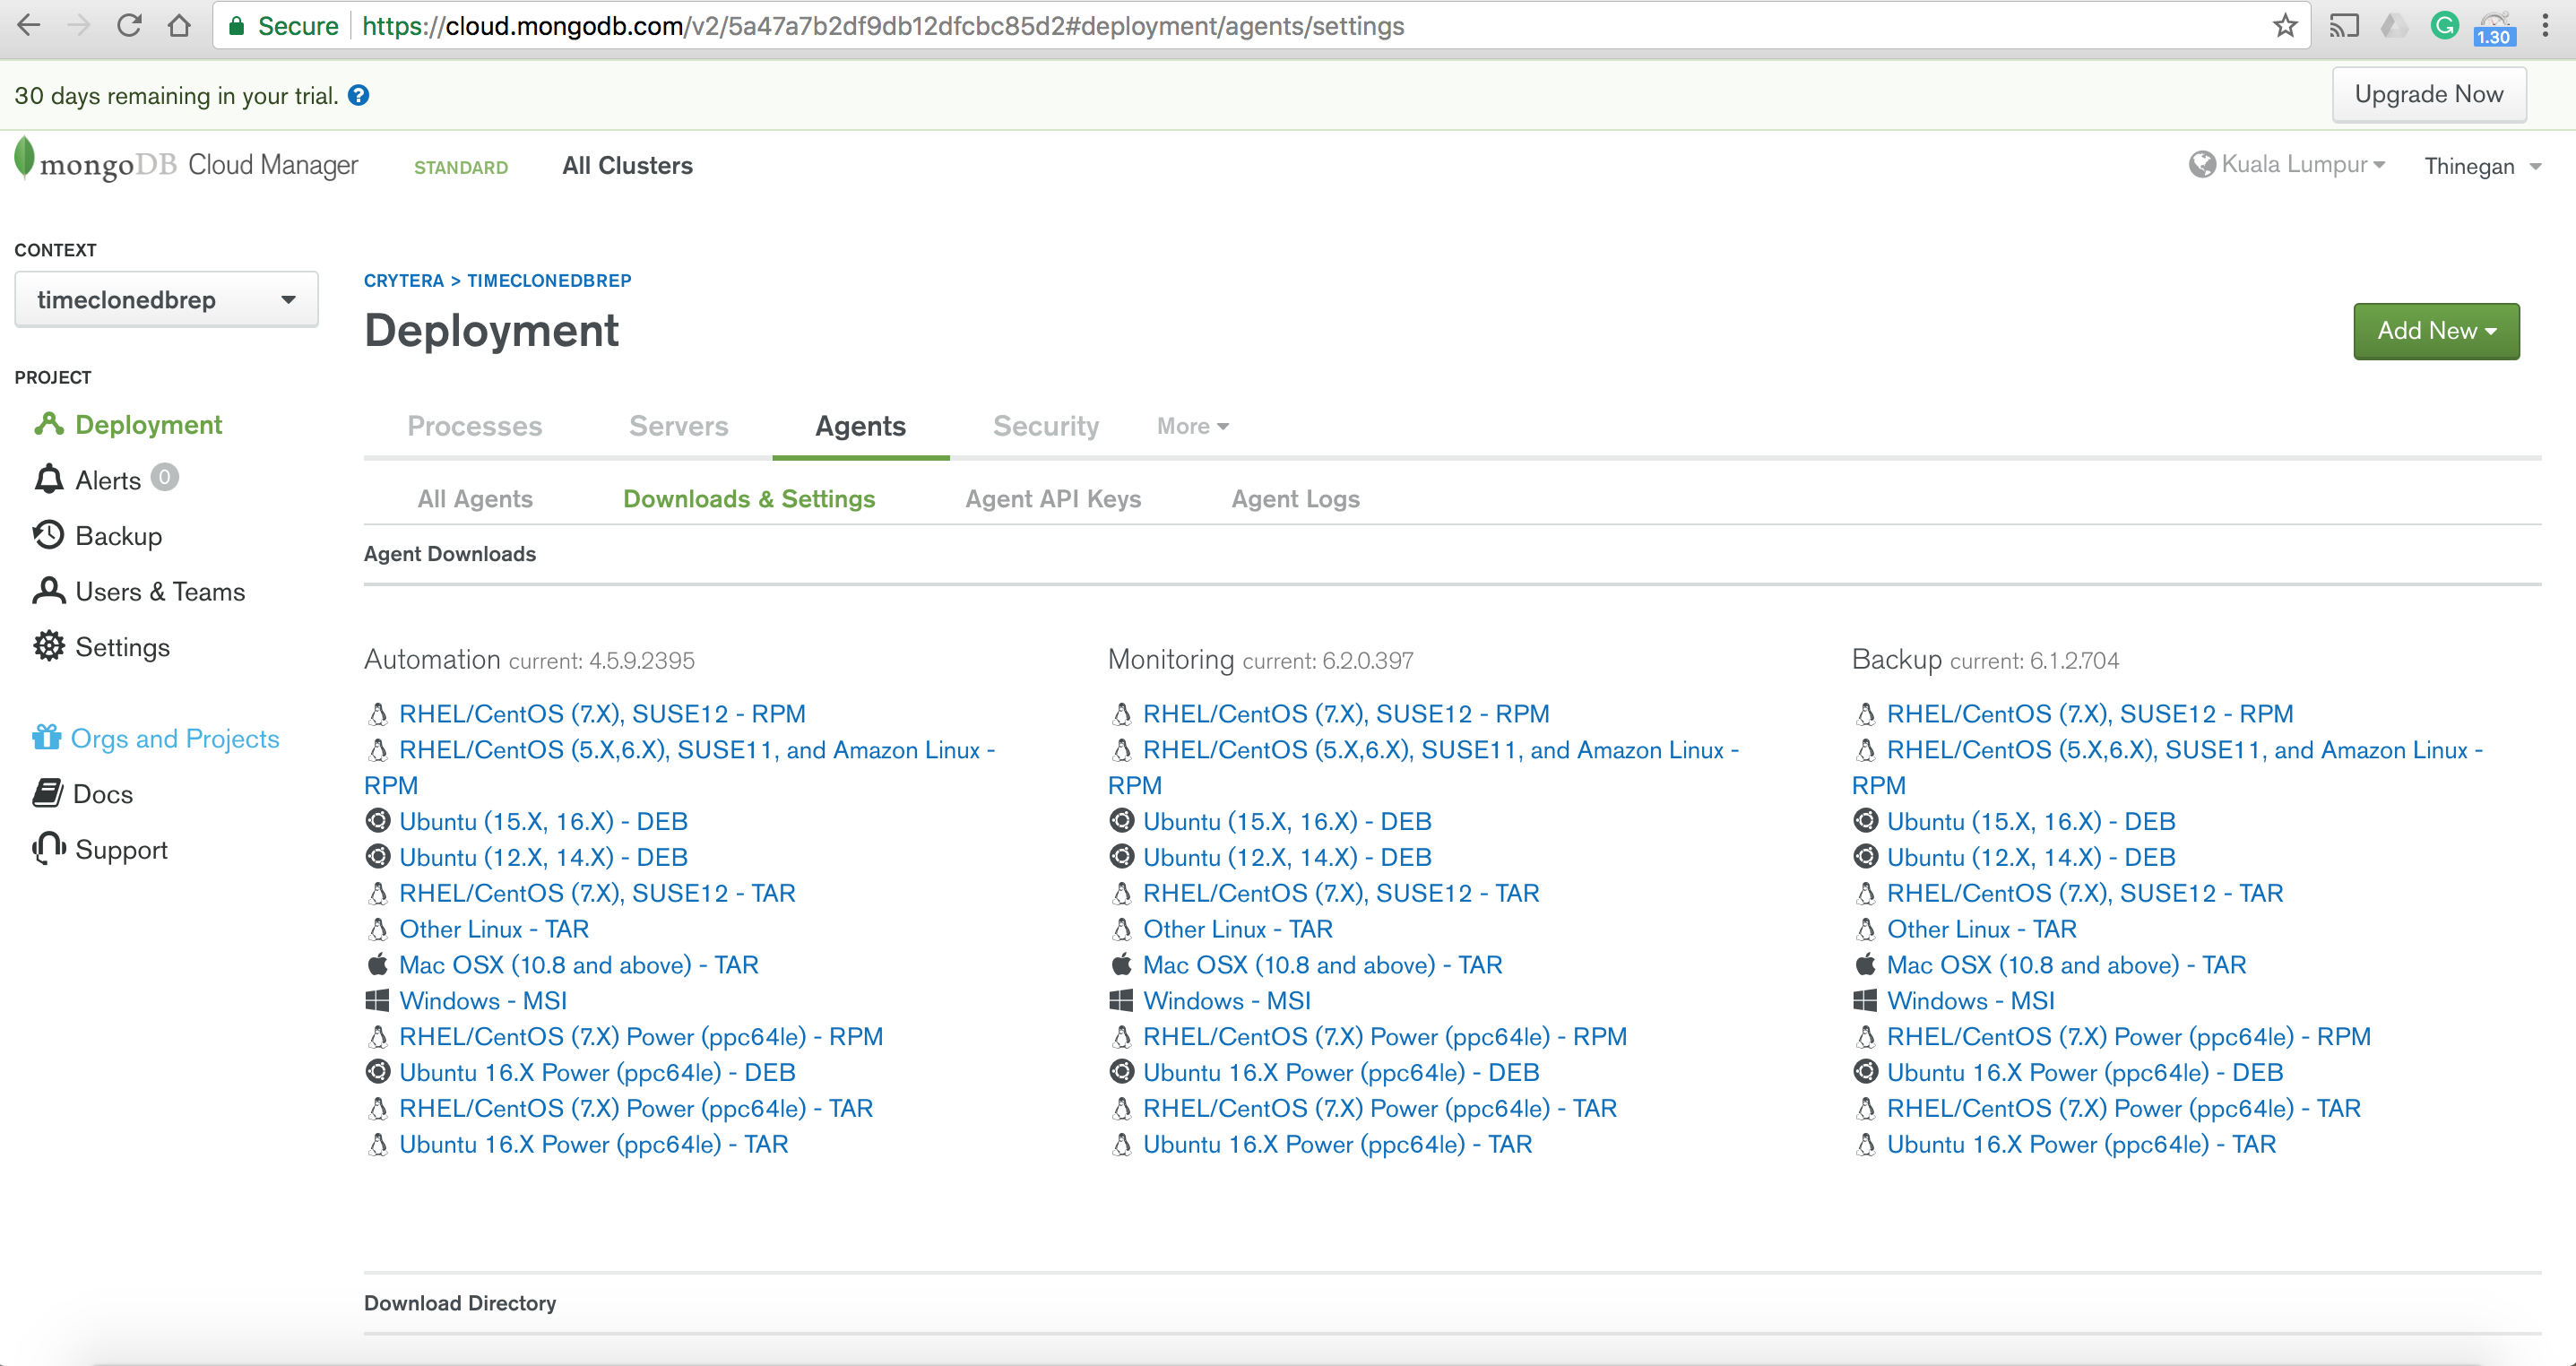 Secure https://cloud.mongodb.com/v2/5a47a7b2df9db12dfcbc85d2#deployment/agents/settings
1.30
30 days remaining in your trial. ?
Upgrade Now
mongoDB Cloud Manager STANDARD All Clusters Kuala Lumpur Thinegan
CONTEXT
timeclonedbrep
PROJECT
Deployment
Alerts 0
Backup
Users & Teams
Settings
Orgs and Projects
Docs
Support
CRYTERA > TIMECLONEDBREP
Deployment
Add New
Processes Servers Agents Security More
All Agents Downloads & Settings Agent API Keys Agent Logs
Agent Downloads
Automation current: 4.5.9.2395
RHEL/CentOS (7.X), SUSE12 - RPM
RHEL/CentOS (5.X,6.X), SUSE11, and Amazon Linux -
RPM
Ubuntu (15.X, 16.X) - DEB
Ubuntu (12.X, 14.X) - DEB
RHEL/CentOS (7.X), SUSE12 - TAR
Other Linux - TAR
Mac OSX (10.8 and above) - TAR
Windows - MSI
RHEL/CentOS (7.X) Power (ppc64le) - RPM
Ubuntu 16.X Power (ppc64le) - DEB
RHEL/CentOS (7.X) Power (ppc64le) - TAR
Ubuntu 16.X Power (ppc64le) - TAR
Monitoring current: 6.2.0.397
RHEL/CentOS (7.X), SUSE12 - RPM
RHEL/CentOS (5.X,6.X), SUSE11, and Amazon Linux -
RPM
Ubuntu (15.X, 16.X) - DEB
Ubuntu (12.X, 14.X) - DEB
RHEL/CentOS (7.X), SUSE12 - TAR
Other Linux - TAR
Mac OSX (10.8 and above) - TAR
Windows - MSI
RHEL/CentOS (7.X) Power (ppc64le) - RPM
Ubuntu 16.X Power (ppc64le) - DEB
RHEL/CentOS (7.X) Power (ppc64le) - TAR
Ubuntu 16.X Power (ppc64le) - TAR
Backup current: 6.1.2.704
RHEL/CentOS (7.X), SUSE12 - RPM
RHEL/CentOS (5.X,6.X), SUSE11, and Amazon Linux -
RPM
Ubuntu (15.X, 16.X) - DEB
Ubuntu (12.X, 14.X) - DEB
RHEL/CentOS (7.X), SUSE12 - TAR
Other Linux - TAR
Mac OSX (10.8 and above) - TAR
Windows - MSI
RHEL/CentOS (7.X) Power (ppc64le) - RPM
Ubuntu 16.X Power (ppc64le) - DEB
RHEL/CentOS (7.X) Power (ppc64le) - TAR
Ubuntu 16.X Power (ppc64le) - TAR
Download Directory